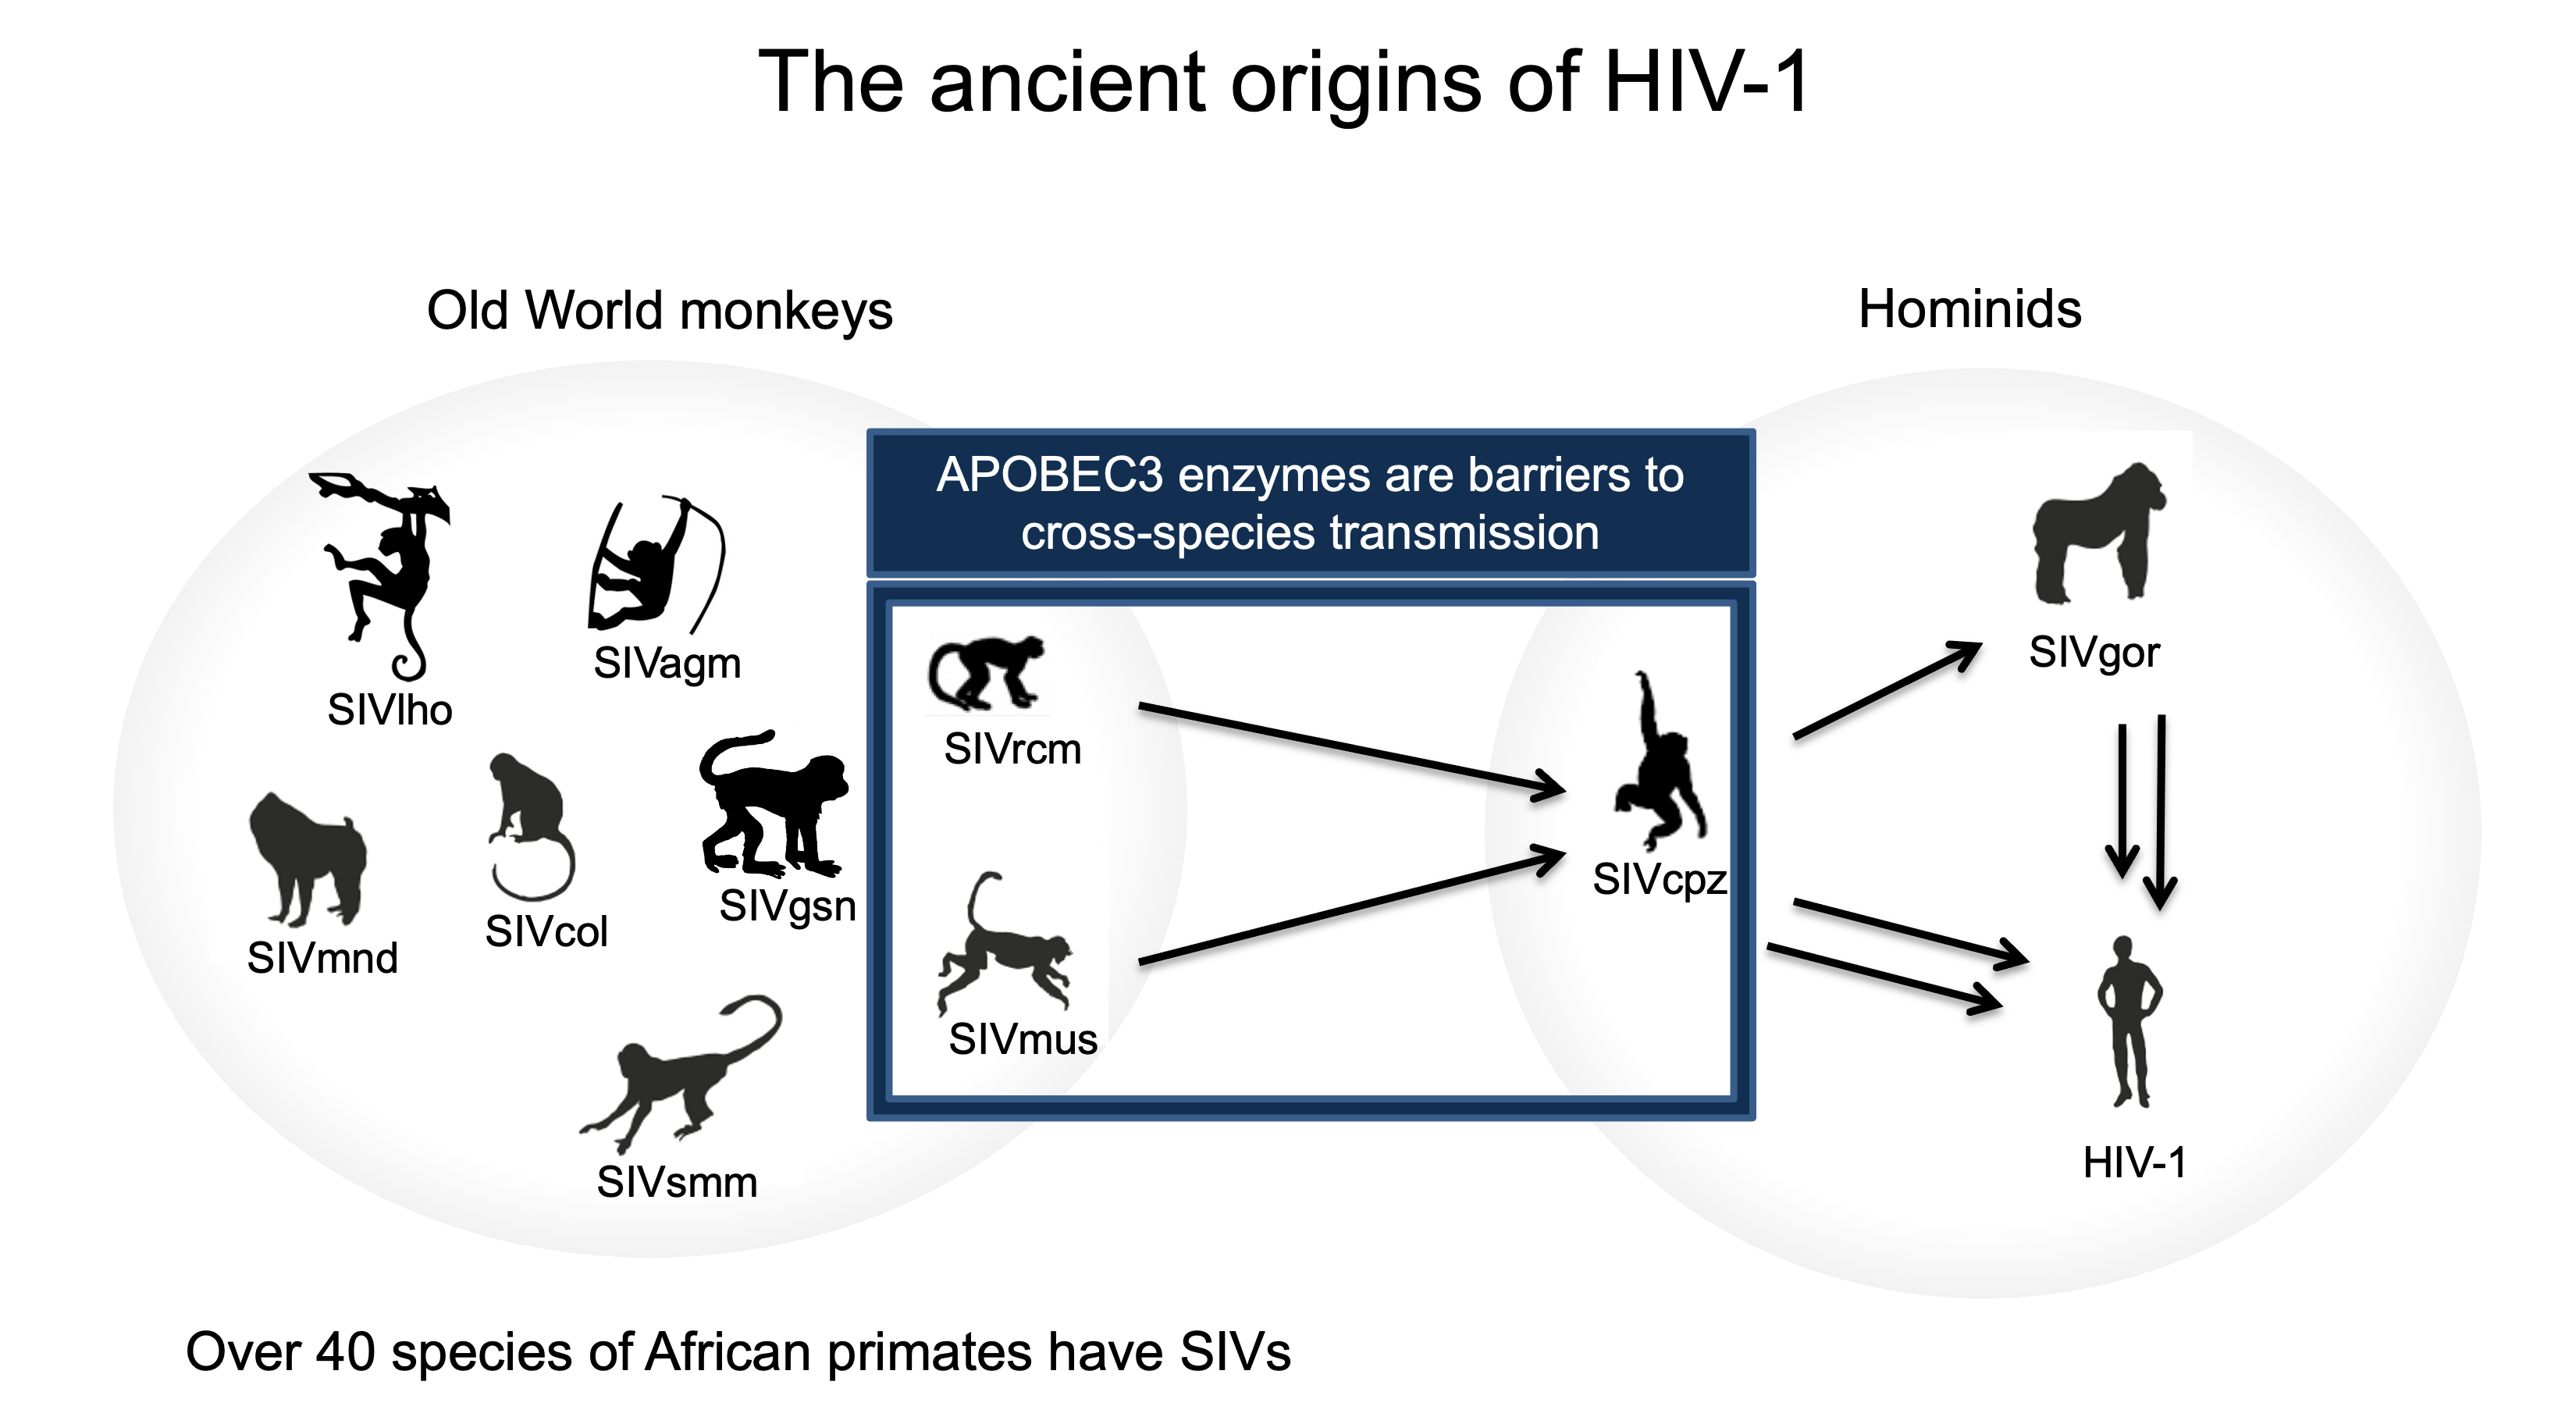 The ancient origins of HIV-1
Old World monkeys
Hominids
APOBEC3 enzymes are barriers to
cross-species transmission
SIVlho
SIVagm
SIVmnd
SIVcol
SIVgsn
SIVsmm
SIVrcm
SIVmus
SIVcpz
SIVgor
HIV-1
Over 40 species of African primates have SIVs